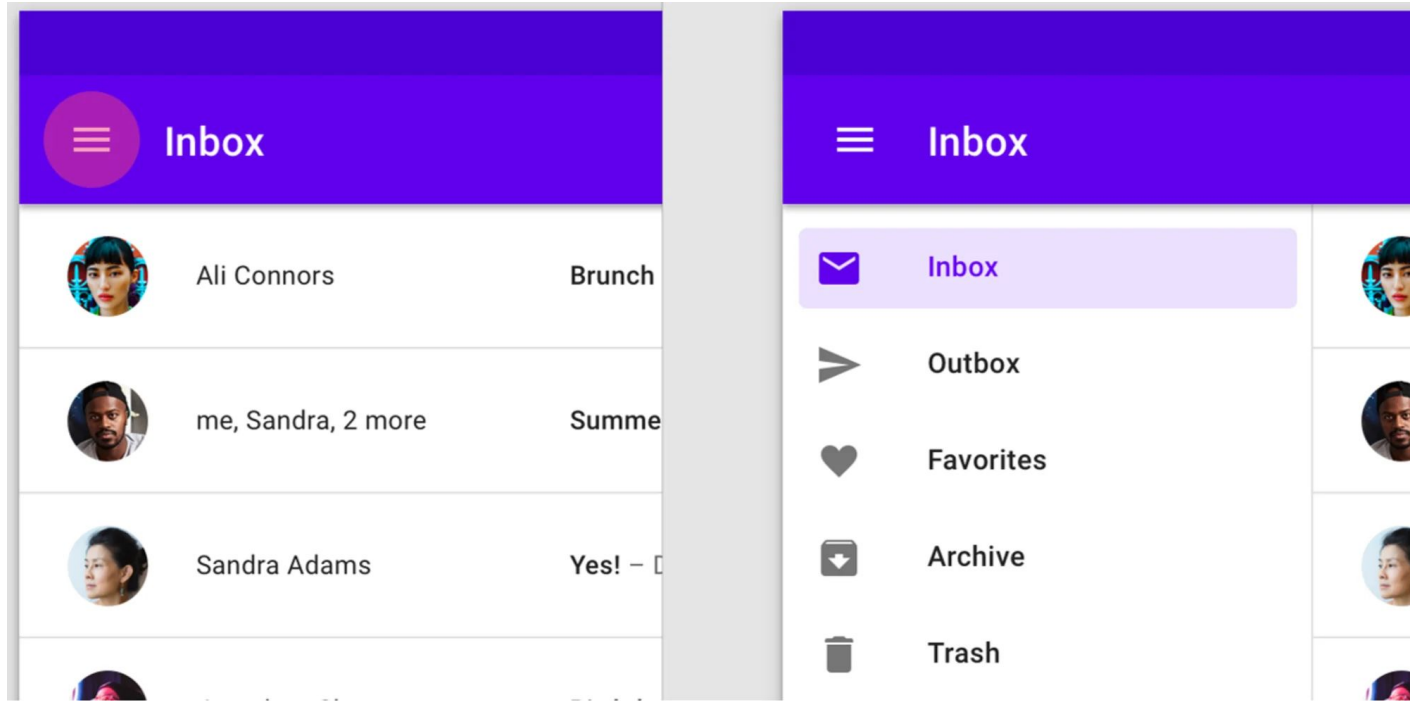 Inbox
Ali Connors Brunch
me, Sandra, 2 more Summe
Sandra Adams Yes! –
Inbox
Inbox
Outbox
Favorites
Archive
Trash